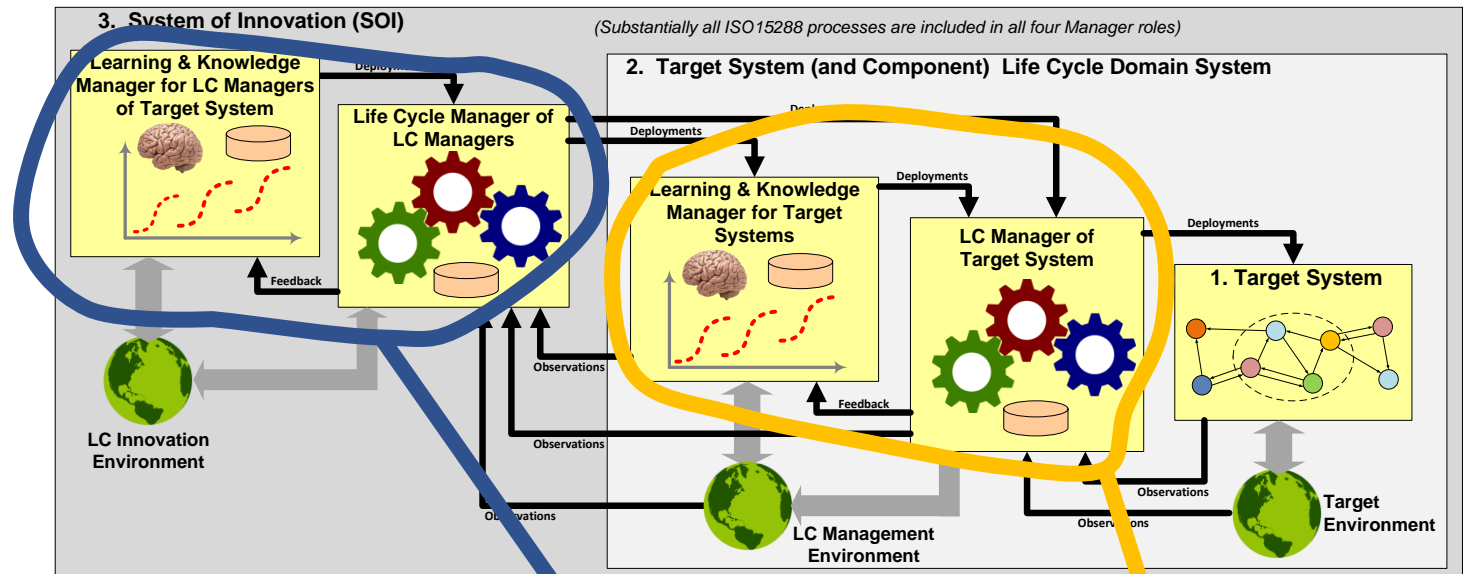 3. System of Innovation (SOI)
(Substantially all ISO15288 processes are included in all four Manager roles)
Learning & Knowledge
Manager for LC Managers
of Target System
Deployments
2. Target System (and Component) Life Cycle Domain System
Life Cycle Manager of
LC Managers
Deployments
Deployments
Learning & Knowledge
Manager for Target
Systems
Deployments
LC Manager of
Target System
Deployments
1. Target System
Feedback
Observations
Feedback
Observations
LC Innovation
Environment
Observations
Observations
Observations
LC Management
Environment
Target
Environment